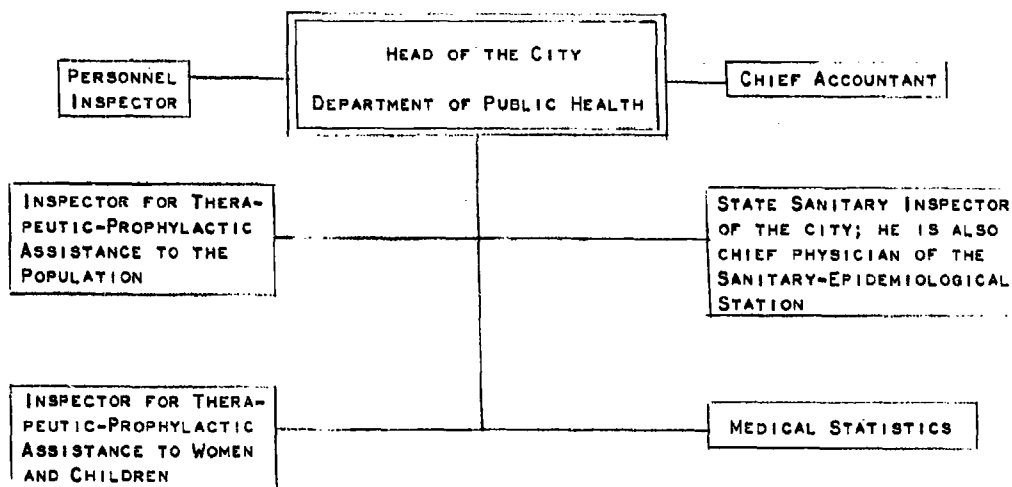 HEAD OF THE CITY
DEPARTMENT OF PUBLIC HEALTH
PERSONNEL
INSPECTOR
CHIEF ACCOUNTANT
INSPECTOR FOR THERA-
PEUTIC-PROPHYLACTIC
ASSISTANCE TO THE
POPULATION
STATE SANITARY INSPECTOR
OF THE CITY; HE IS ALSO
CHIEF PHYSICIAN OF THE
SANITARY-EPIDEMIOLOGICAL
STATION
INSPECTOR FOR THERA-
PEUTIC-PROPHYLACTIC
ASSISTANCE TO WOMEN
AND CHILDREN
MEDICAL STATISTICS